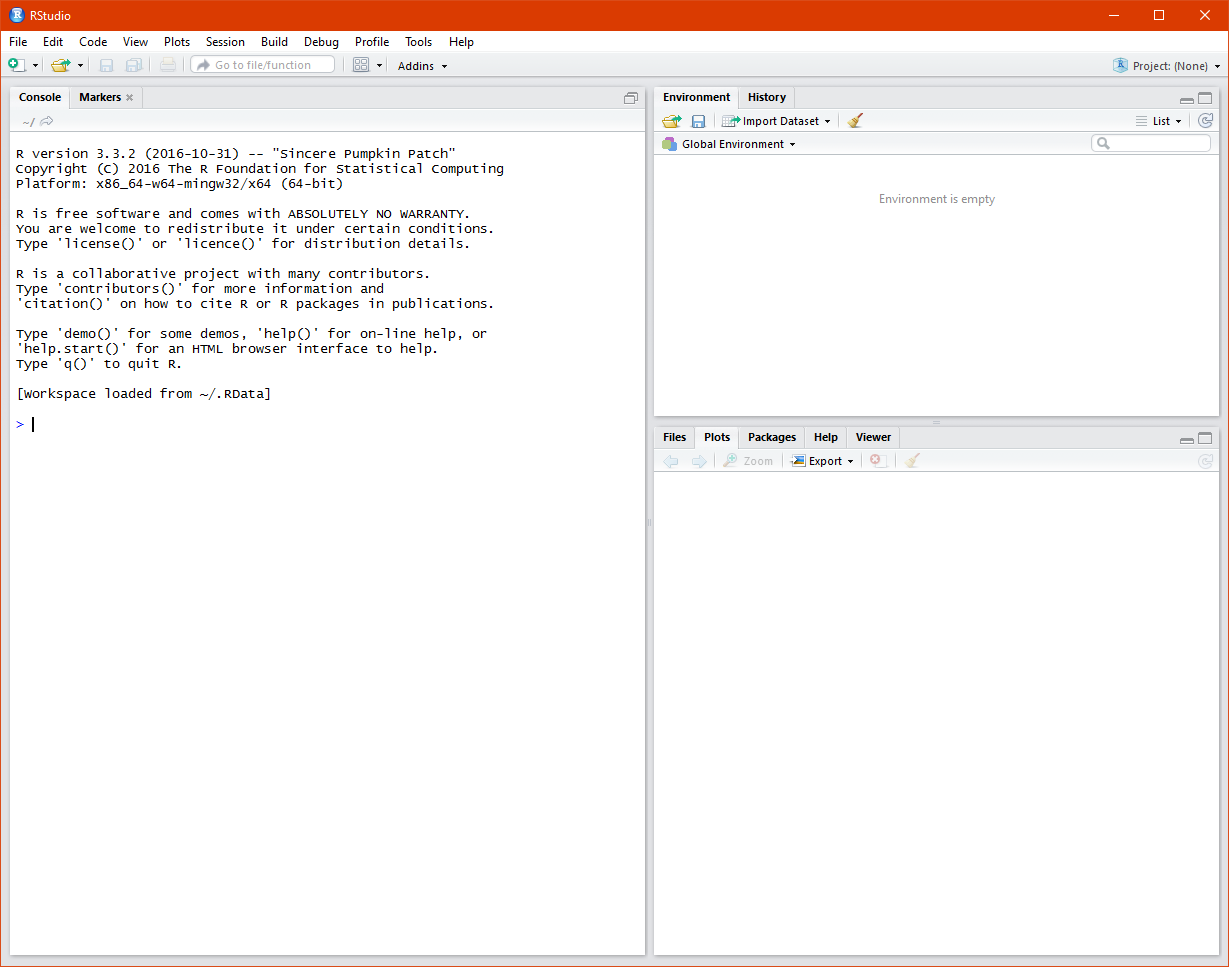 RStudio
File Edit Code View Plots Session Build Debug Profile Tools Help
Go to file/function Addins Project: (None)
Console Markers
~/
R version 3.3.2 (2016-10-31) -- "Sincere Pumpkin Patch"
Copyright (C) 2016 The R Foundation for Statistical Computing
Platform: x86_64-w64-mingw32/x64 (64-bit)
R is free software and comes with ABSOLUTELY NO WARRANTY.
You are welcome to redistribute it under certain conditions.
Type 'license()' or 'licence()' for distribution details.
R is a collaborative project with many contributors.
Type 'contributors()' for more information and
'citation()' on how to cite R or R packages in publications.
Type 'demo()' for some demos, 'help()' for on-line help, or
'help.start()' for an HTML browser interface to help.
Type 'q()' to quit R.
[Workspace loaded from ~/.RData]
>
Environment History
Import Dataset List
Global Environment
Environment is empty
Files Plots Packages Help Viewer
Zoom Export